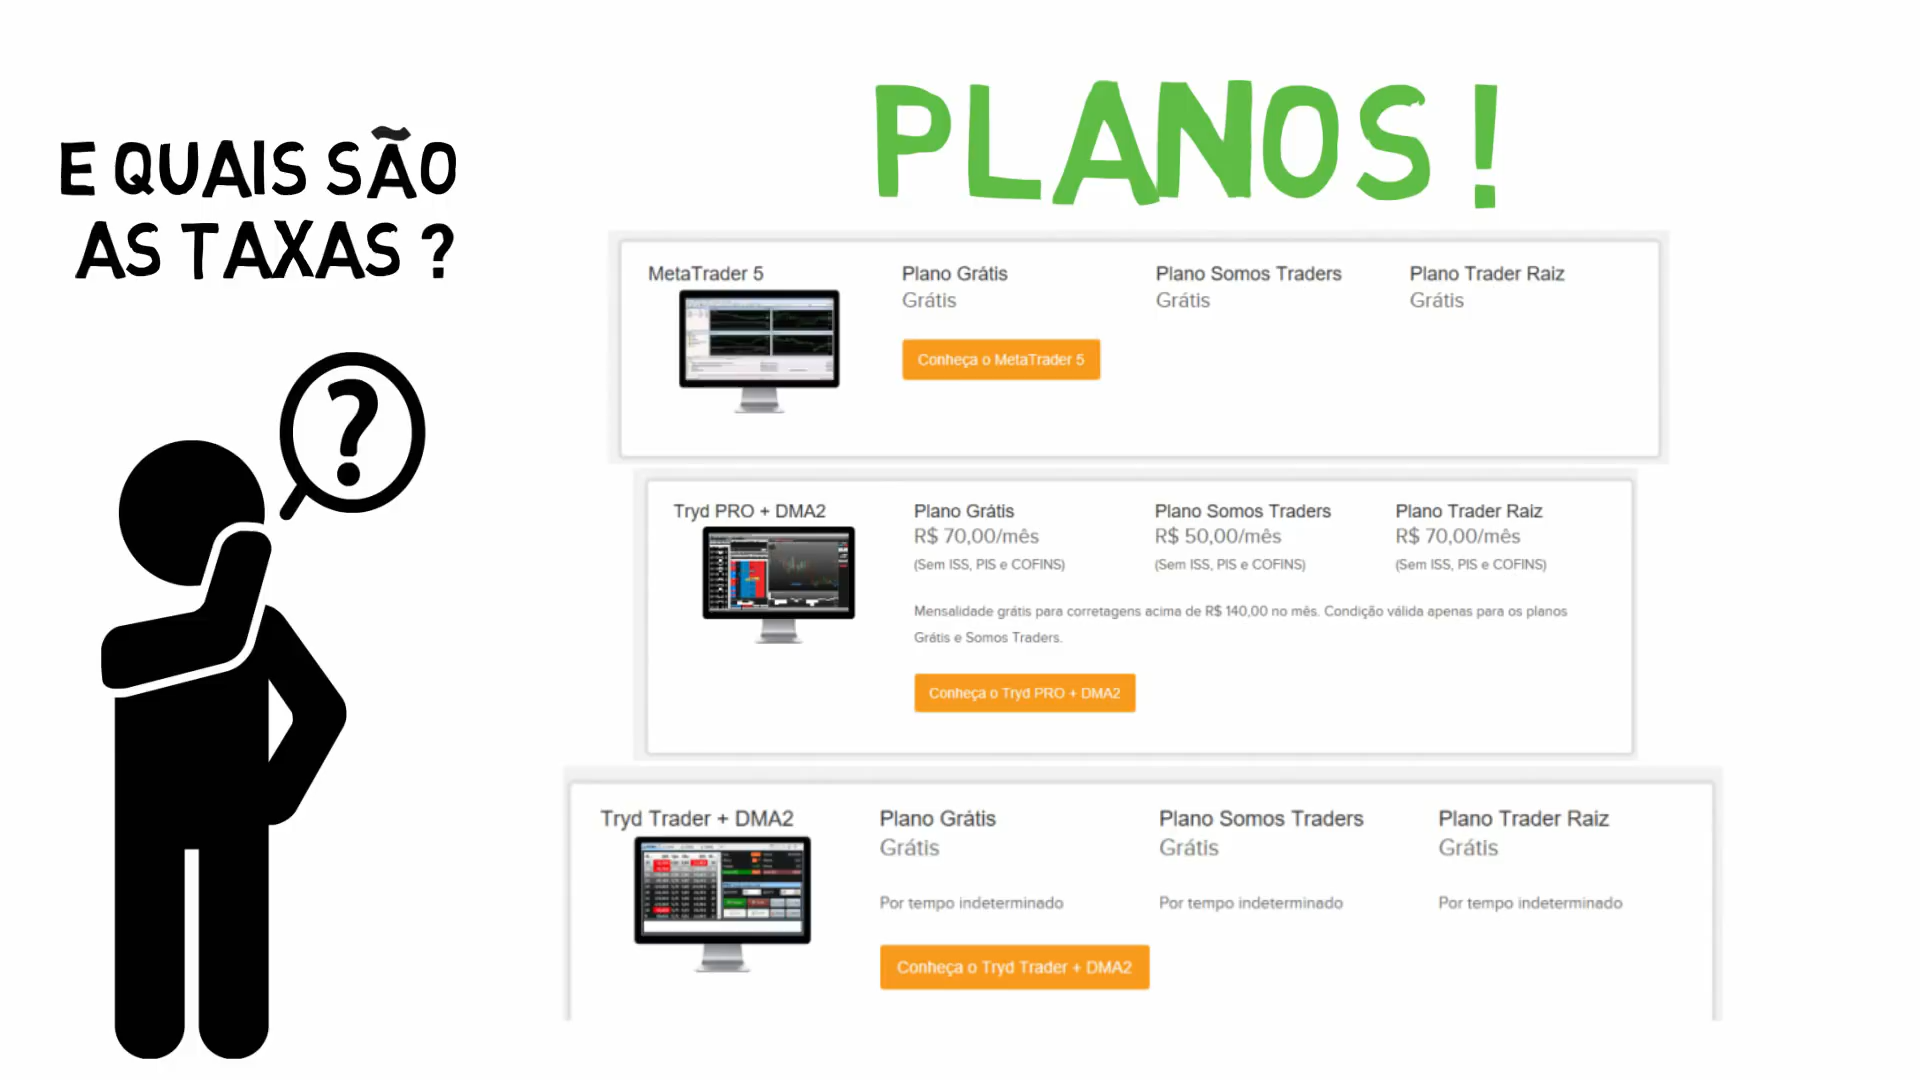 E QUAIS SÃO
AS TAXAS ?
?
PLANOS !
MetaTrader 5
Plano Grátis
Grátis
Plano Somos Traders
Grátis
Plano Trader Raiz
Grátis
Conheça o MetaTrader 5
Tryd PRO + DMA2
Plano Grátis
R$ 70,00/mês
(Sem ISS, PIS e COFINS)
Plano Somos Traders
R$ 50,00/mês
(Sem ISS, PIS e COFINS)
Plano Trader Raiz
R$ 70,00/mês
(Sem ISS, PIS e COFINS)
Mensalidade grátis para corretagens acima de R$ 140,00 no mês. Condição válida apenas para os planos
Grátis e Somos Traders.
Conheça o Tryd PRO + DMA2
Tryd Trader + DMA2
Plano Grátis
Grátis
Por tempo indeterminado
Plano Somos Traders
Grátis
Por tempo indeterminado
Plano Trader Raiz
Grátis
Por tempo indeterminado
Conheça o Tryd Trader + DMA2